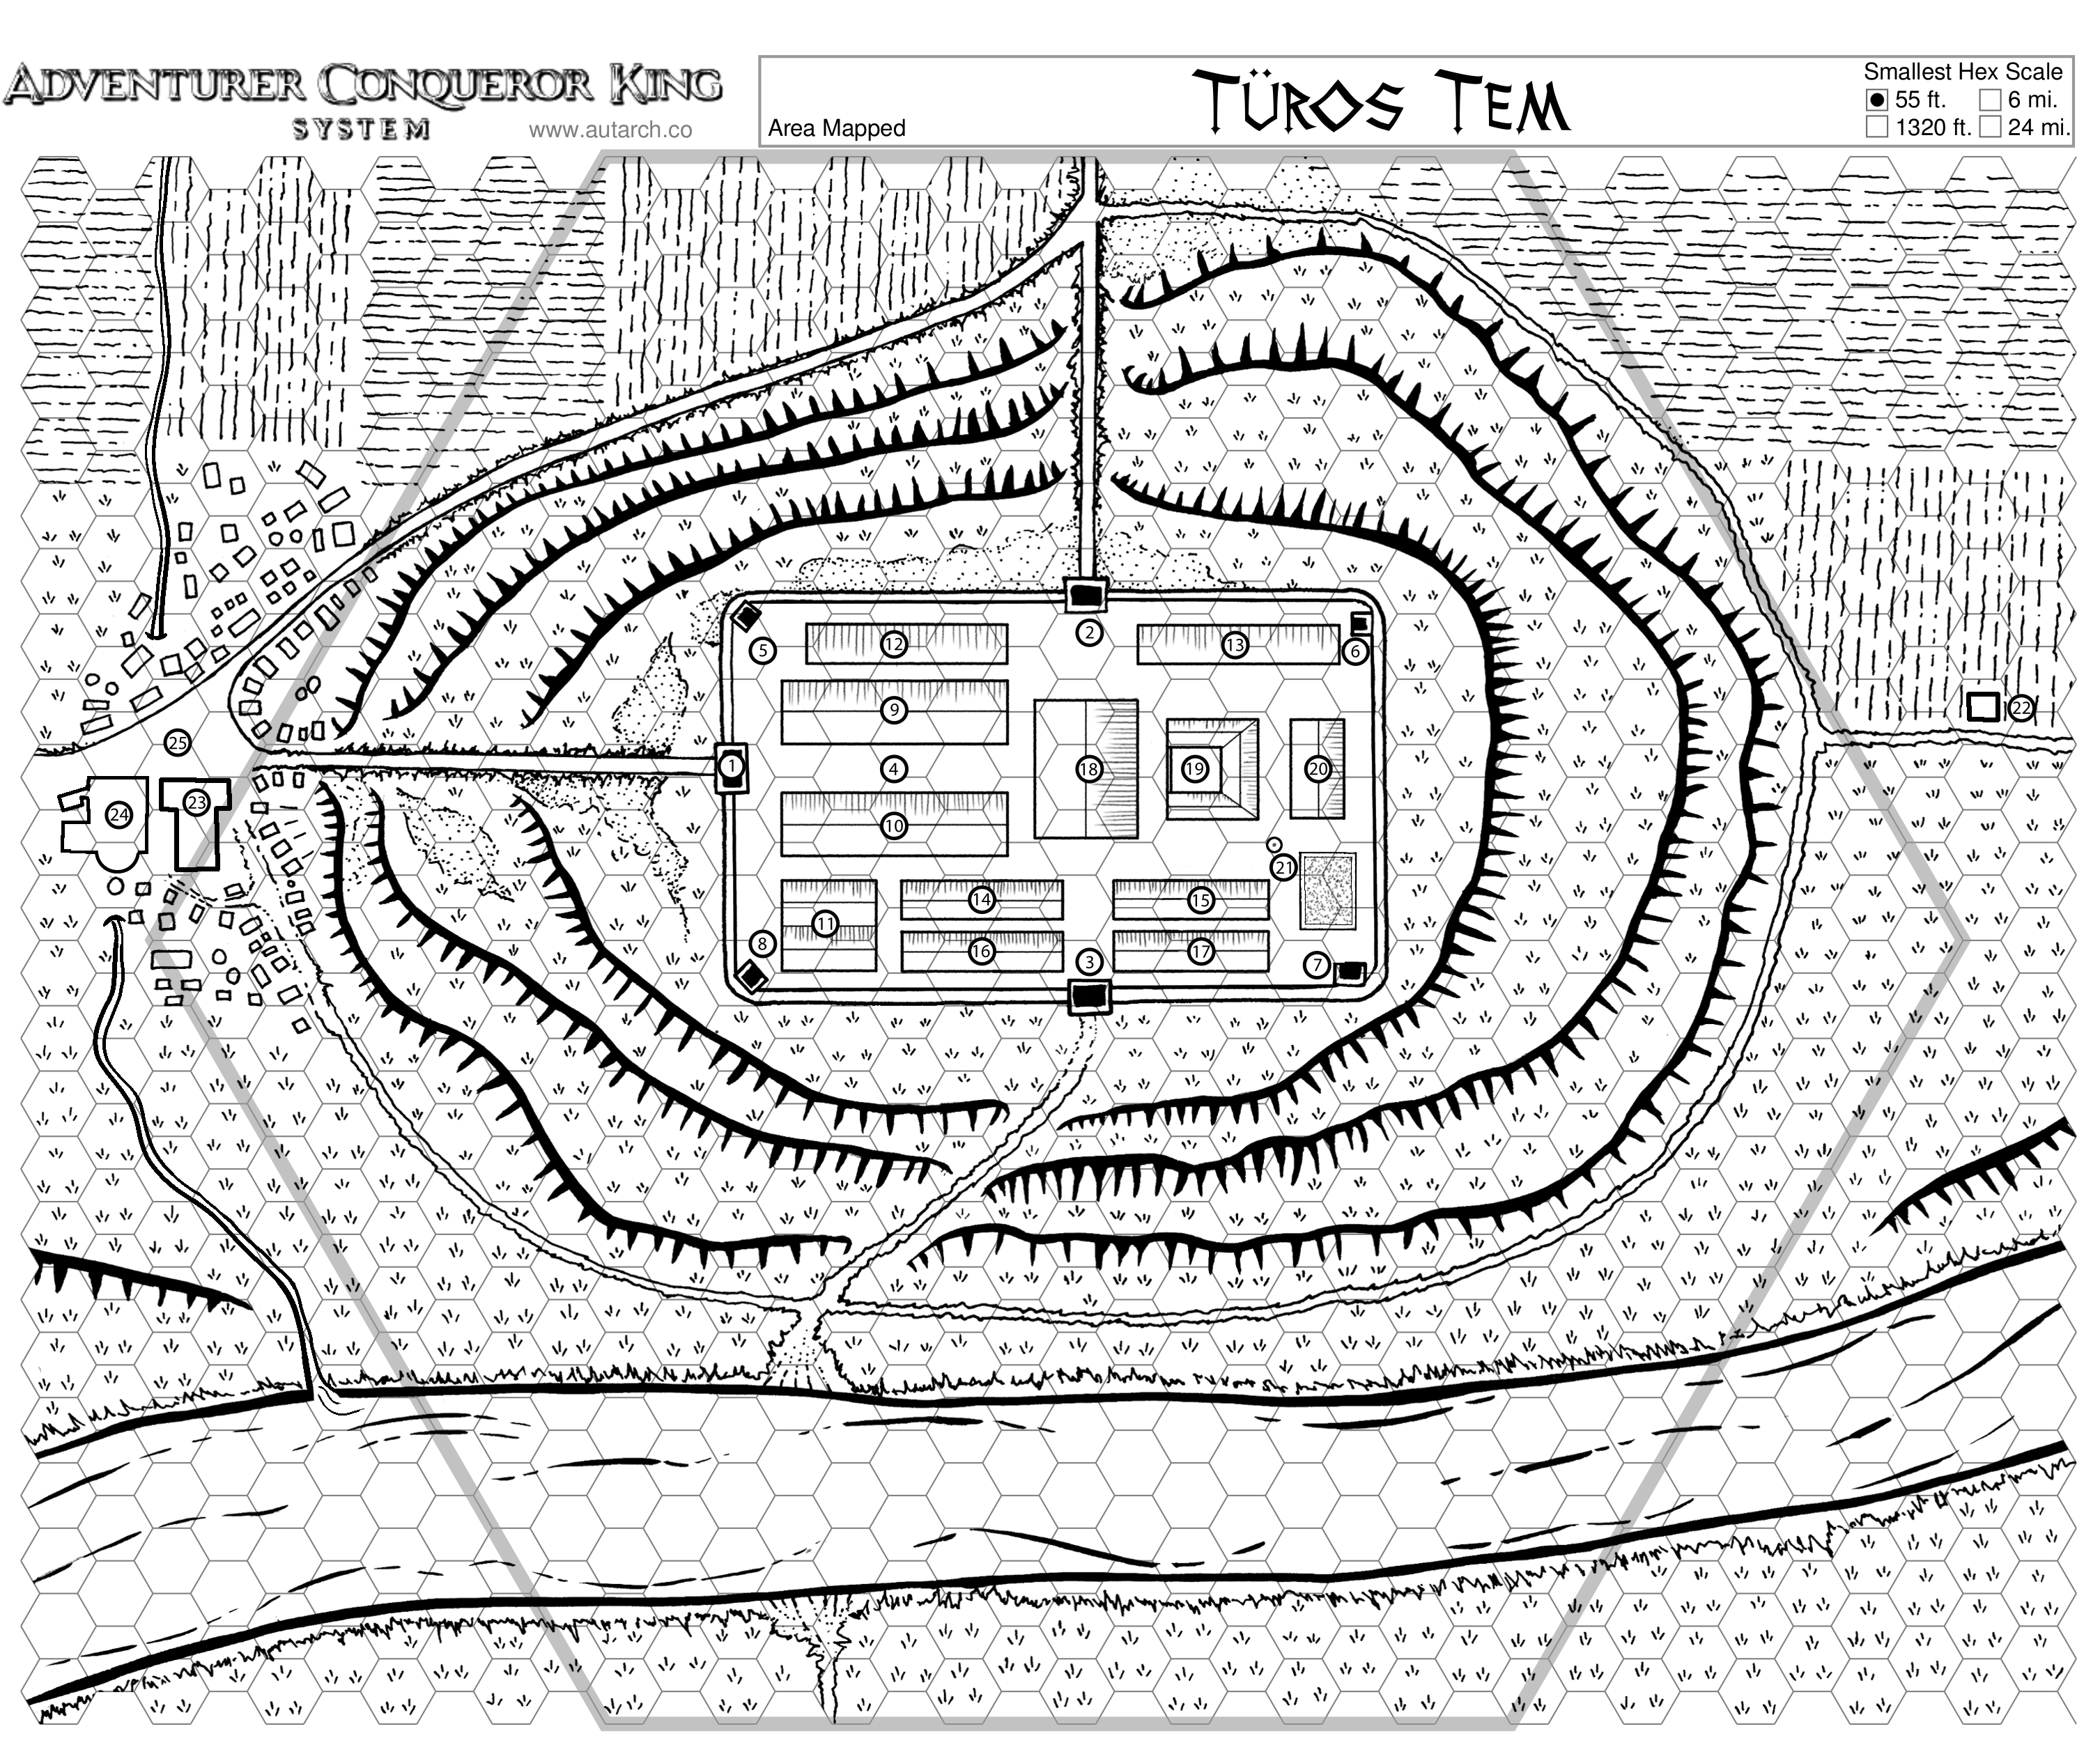 ADVENTURER CONQUEROR KING
SYSTEM
www.autarch.co
Area Mapped
TÜROS TEM
Smallest Hex Scale
55 ft.
6 mi.
1320 ft.
24 mi.
2
5
12
13
6
9
22
25
1
4
18
19
20
23
24
10
21
14
15
11
8
16
17
3
7